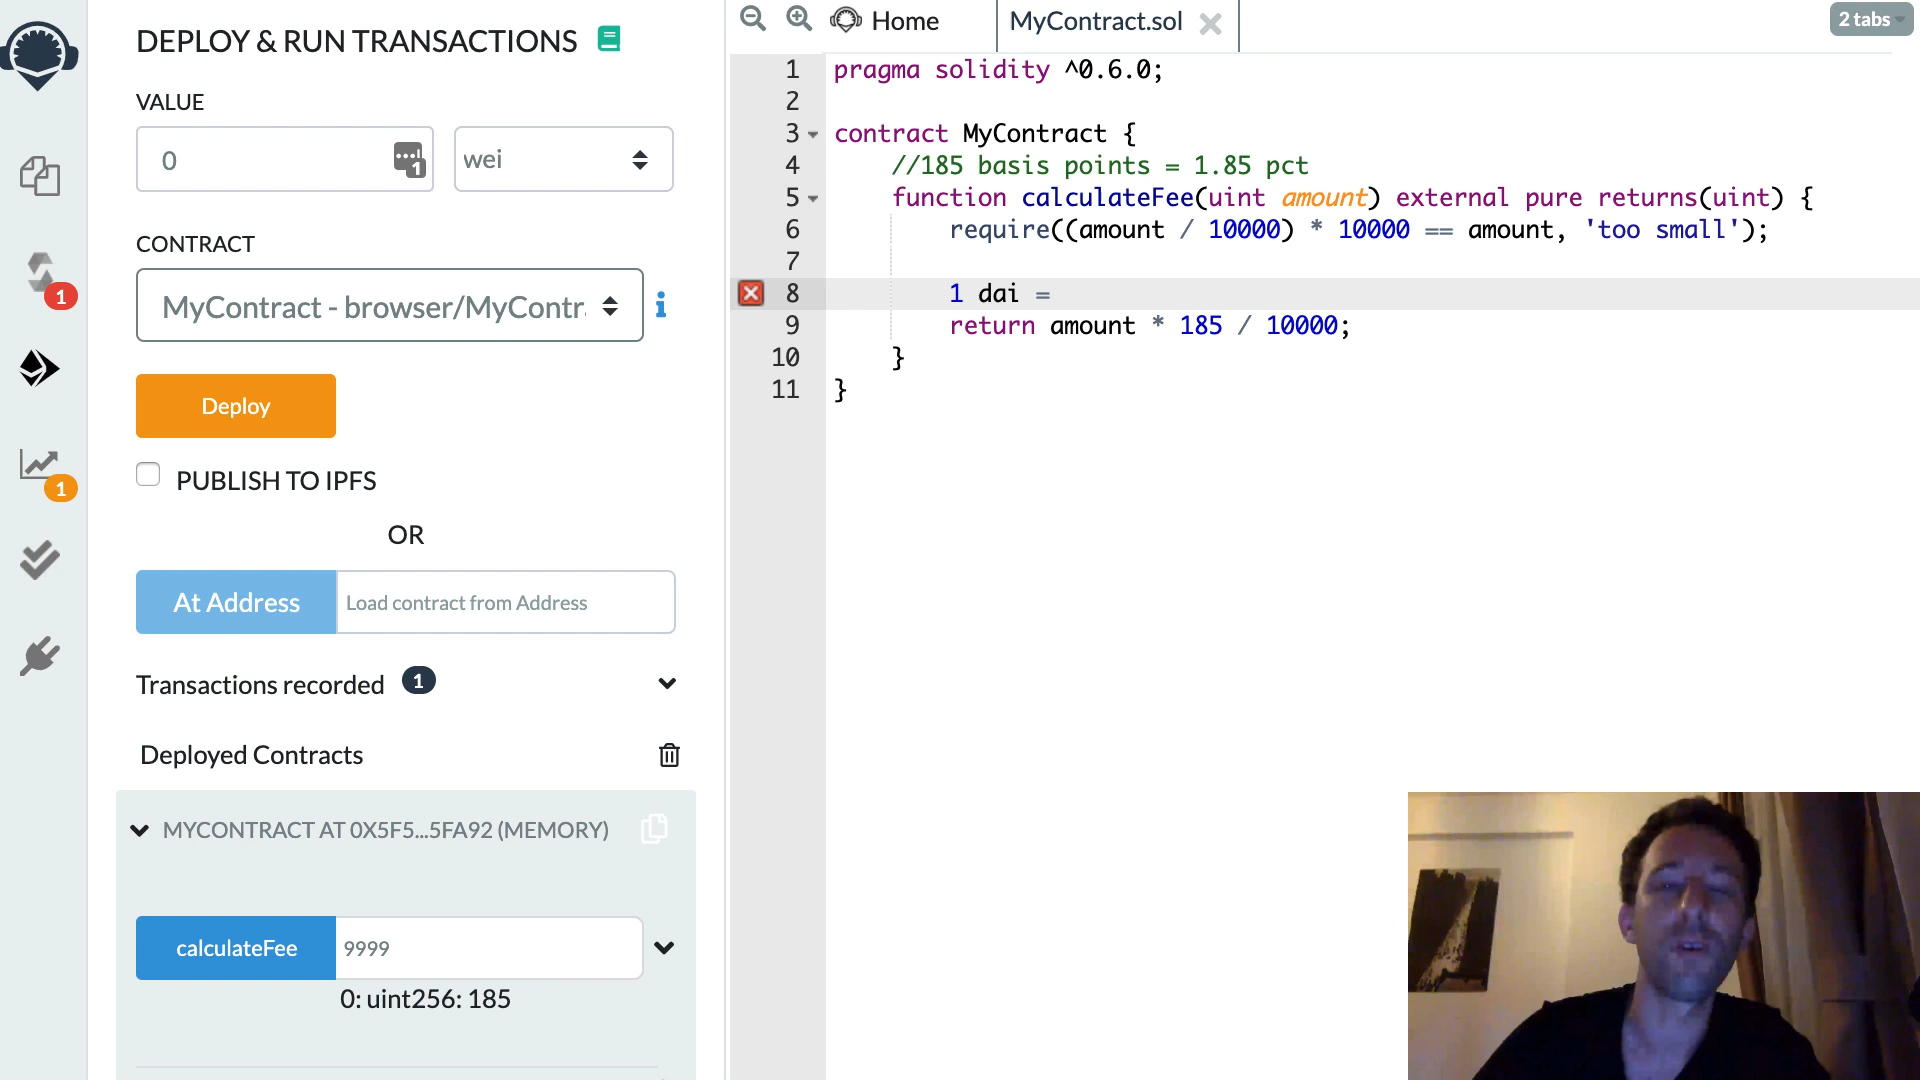 DEPLOY & RUN TRANSACTIONS
VALUE
0
1
wei
CONTRACT
MyContract - browser/MyContr
Deploy
PUBLISH TO IPFS
OR
At Address
Load contract from Address
Transactions recorded 1
Deployed Contracts
MYCONTRACT AT 0X5F5...5FA92 (MEMORY)
calculateFee
9999
0: uint256: 185
1
1
Home
MyContract.sol
2 tabs
1 pragma solidity ^0.6.0;
2
3 contract MyContract {
4 //185 basis points = 1.85 pct
5 function calculateFee(uint amount) external pure returns(uint) {
6 require((amount / 10000) * 10000 == amount, 'too small');
7
8 1 dai =
9 return amount * 185 / 10000;
10 }
11 }